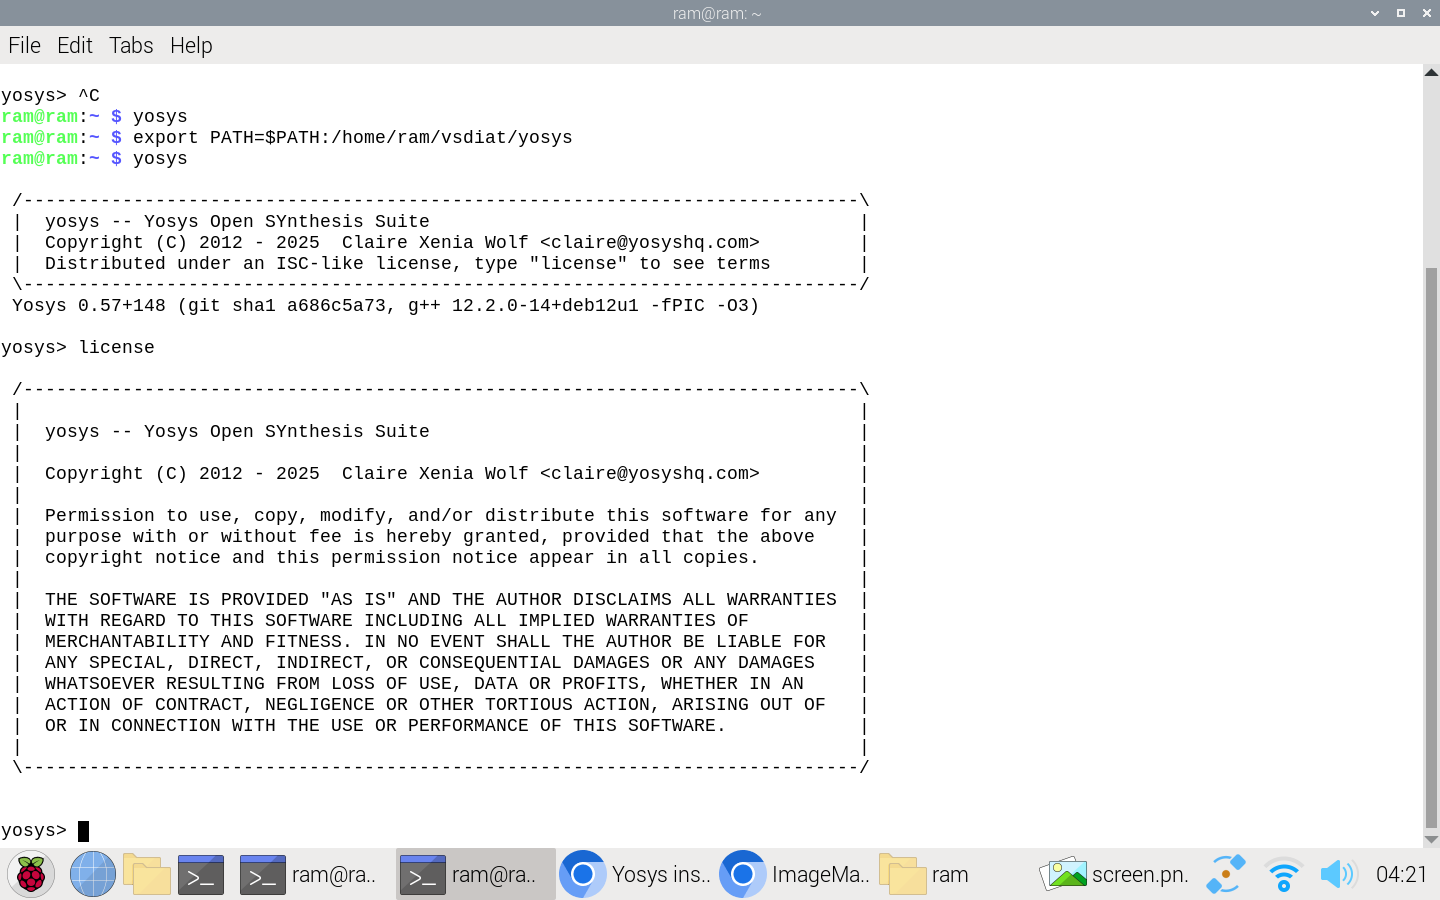 ram@ram: ~
File Edit Tabs Help
yosys> ^C
ram@ram:~ $ yosys
ram@ram:~ $ export PATH=$PATH:/home/ram/vsdiat/yosys
ram@ram:~ $ yosys
/----------------------------------------------------------------------------\
|  yosys -- Yosys Open SYnthesis Suite                                       |
|  Copyright (C) 2012 - 2025  Claire Xenia Wolf <claire@yosyshq.com>         |
|  Distributed under an ISC-like license, type "license" to see terms        |
\----------------------------------------------------------------------------/
Yosys 0.57+148 (git sha1 a686c5a73, g++ 12.2.0-14+deb12u1 -fPIC -O3)
yosys> license
/----------------------------------------------------------------------------\
|                                                                            |
|  yosys -- Yosys Open SYnthesis Suite                                       |
|                                                                            |
|  Copyright (C) 2012 - 2025  Claire Xenia Wolf <claire@yosyshq.com>         |
|                                                                            |
|  Permission to use, copy, modify, and/or distribute this software for any  |
|  purpose with or without fee is hereby granted, provided that the above    |
|  copyright notice and this permission notice appear in all copies.         |
|                                                                            |
|  THE SOFTWARE IS PROVIDED "AS IS" AND THE AUTHOR DISCLAIMS ALL WARRANTIES  |
|  WITH REGARD TO THIS SOFTWARE INCLUDING ALL IMPLIED WARRANTIES OF          |
|  MERCHANTABILITY AND FITNESS. IN NO EVENT SHALL THE AUTHOR BE LIABLE FOR   |
|  ANY SPECIAL, DIRECT, INDIRECT, OR CONSEQUENTIAL DAMAGES OR ANY DAMAGES    |
|  WHATSOEVER RESULTING FROM LOSS OF USE, DATA OR PROFITS, WHETHER IN AN     |
|  ACTION OF CONTRACT, NEGLIGENCE OR OTHER TORTIOUS ACTION, ARISING OUT OF   |
|  OR IN CONNECTION WITH THE USE OR PERFORMANCE OF THIS SOFTWARE.            |
|                                                                            |
\----------------------------------------------------------------------------/
yosys>
ram@ra.. ram@ra.. Yosys ins.. ImageMa.. ram screen.pn. 04:21